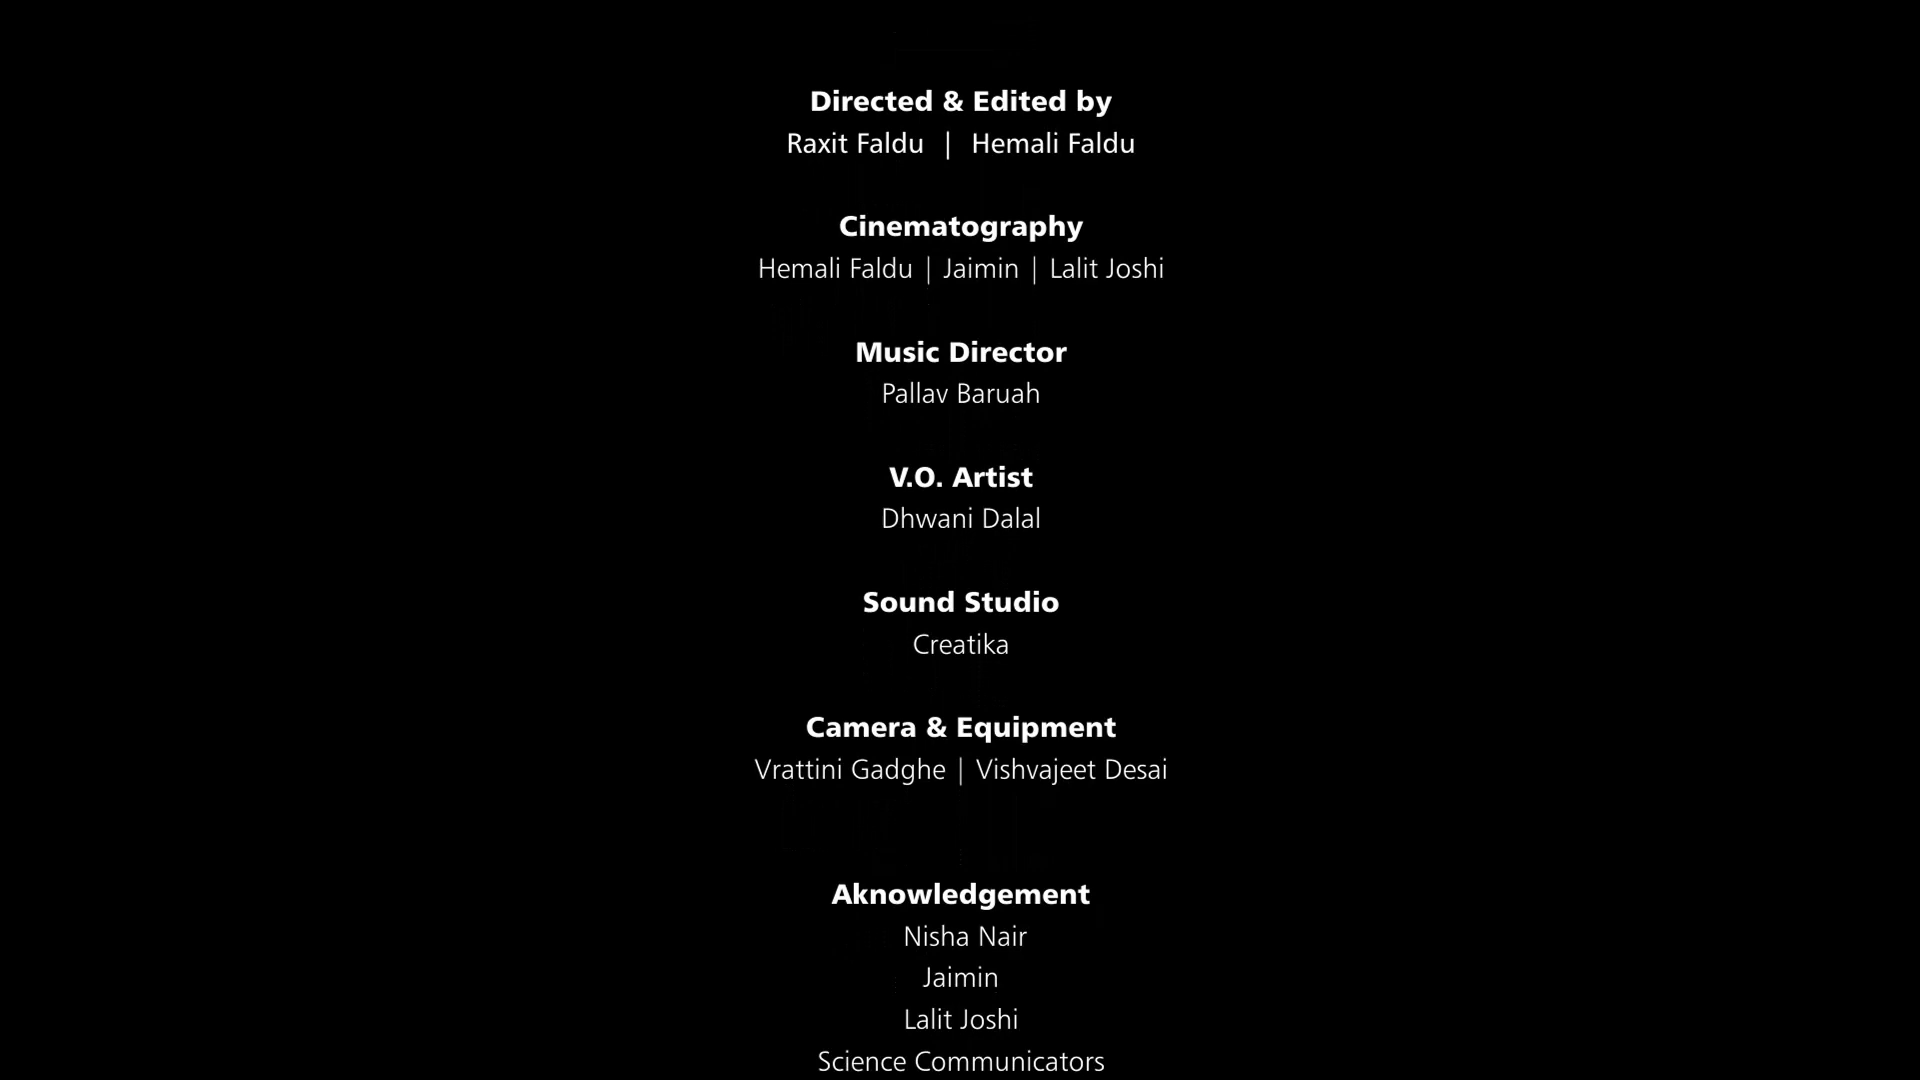 Directed & Edited by
Raxit Faldu | Hemali Faldu
Cinematography
Hemali Faldu | Jaimin | Lalit Joshi
Music Director
Pallav Baruah
V.O. Artist
Dhwani Dalal
Sound Studio
Creatika
Camera & Equipment
Vrattini Gadghe | Vishvajeet Desai
Aknowledgement
Nisha Nair
Jaimin
Lalit Joshi
Science Communicators